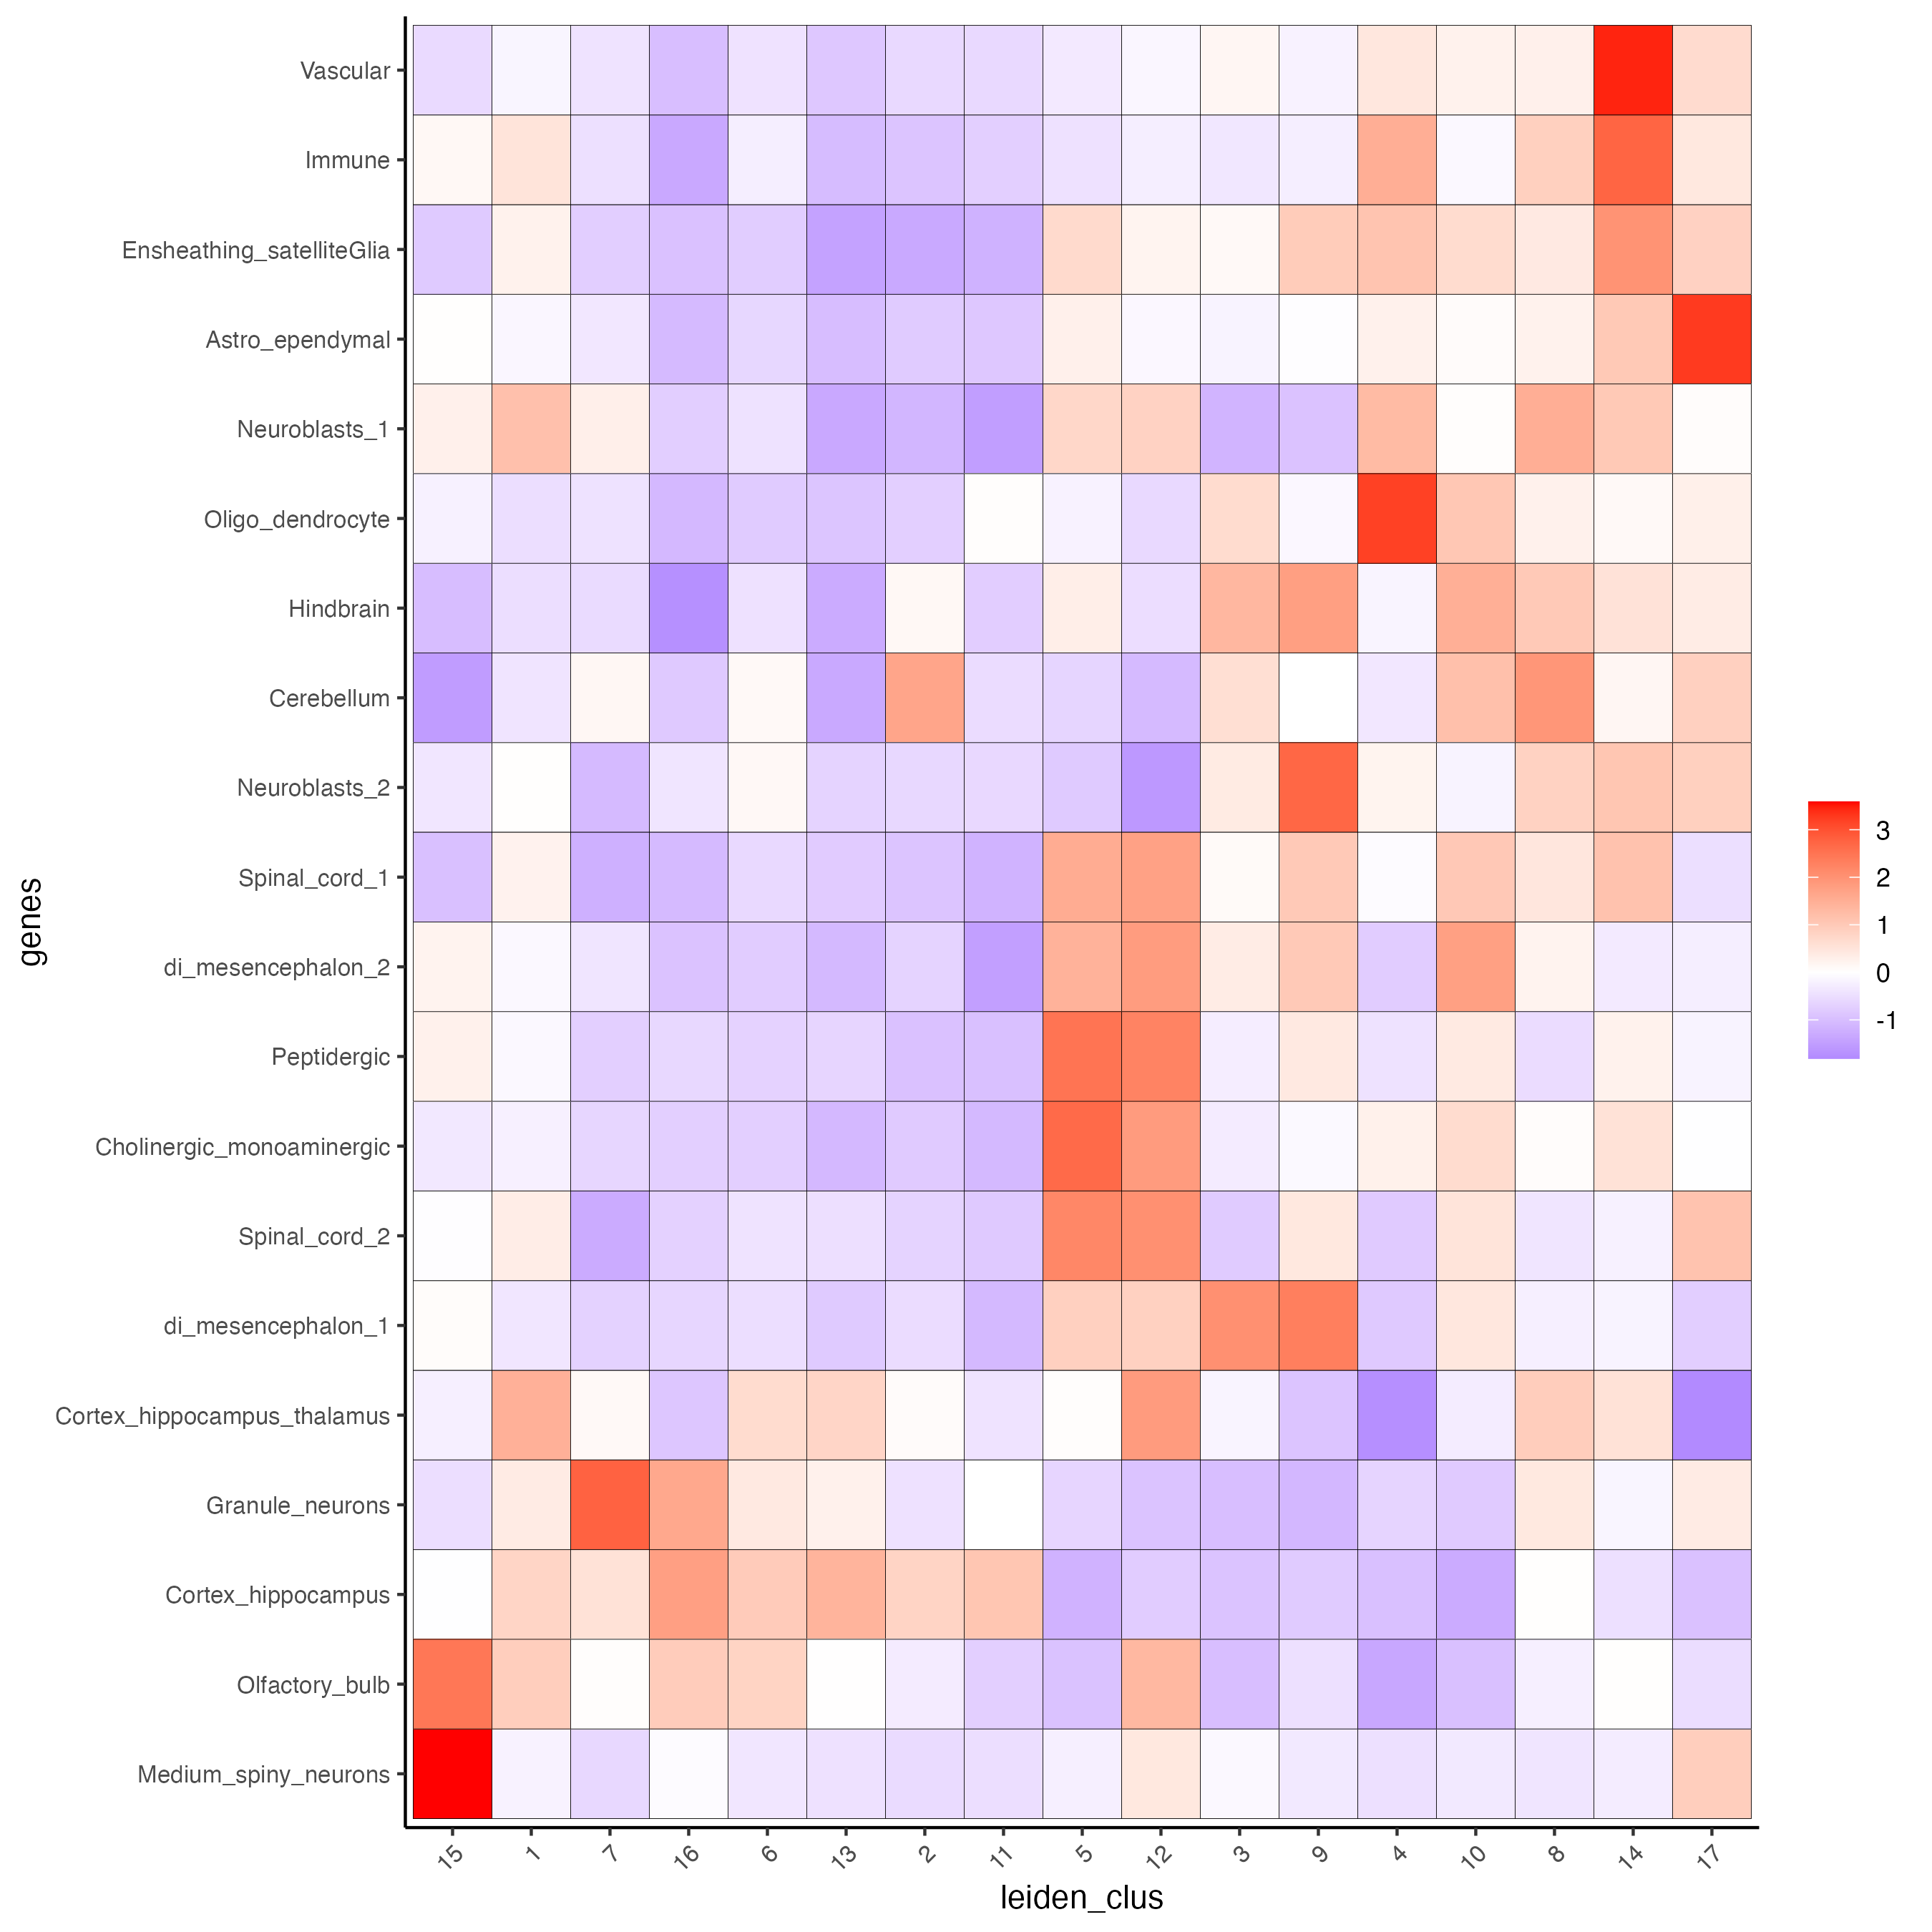 Vascular
Immune
Ensheathing_satelliteGlia
Astro_ependymal
Neuroblasts_1
Oligo_dendrocyte
Hindbrain
Cerebellum
Neuroblasts_2
Spinal_cord_1
di_mesencephalon_2
Peptidergic
Cholinergic_monoaminergic
Spinal_cord_2
di_mesencephalon_1
Cortex_hippocampus_thalamus
Granule_neurons
Cortex_hippocampus
Olfactory_bulb
Medium_spiny_neurons
genes
15 1 7 16 6 13 2 11 5 12 3 9 4 10 8 14 17
leiden_clus
3
2
1
0
-1